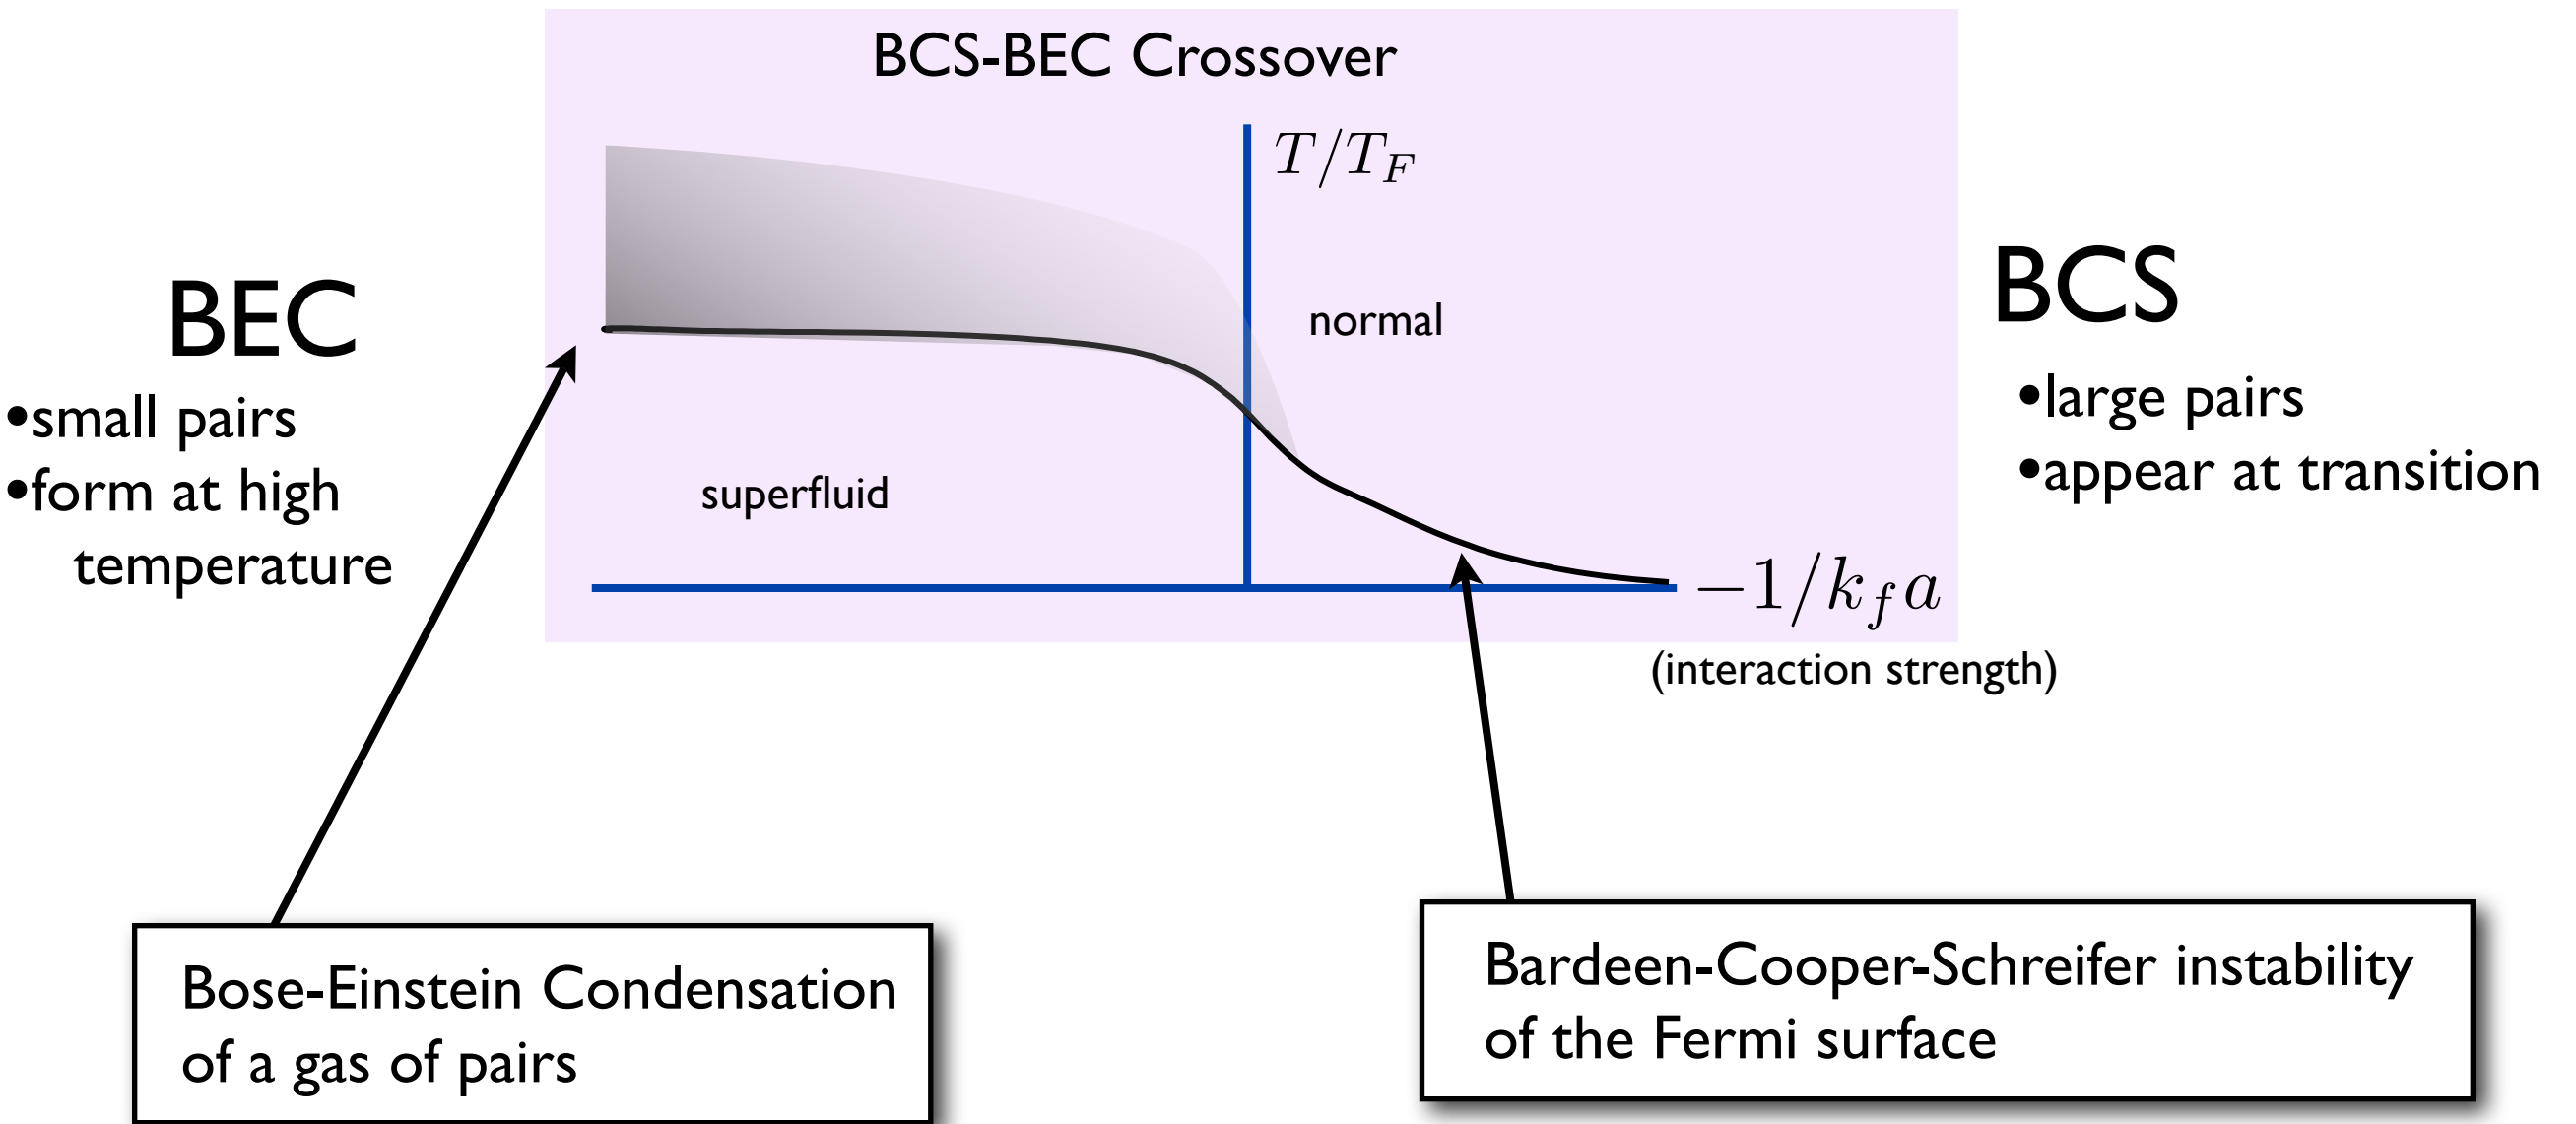 BCS-BEC Crossover
T/T_F
normal
superfluid
BEC
•small pairs
•form at high
temperature
BCS
•large pairs
•appear at transition
−1/k_f a
(interaction strength)
Bose-Einstein Condensation
of a gas of pairs
Bardeen-Cooper-Schreifer instability
of the Fermi surface